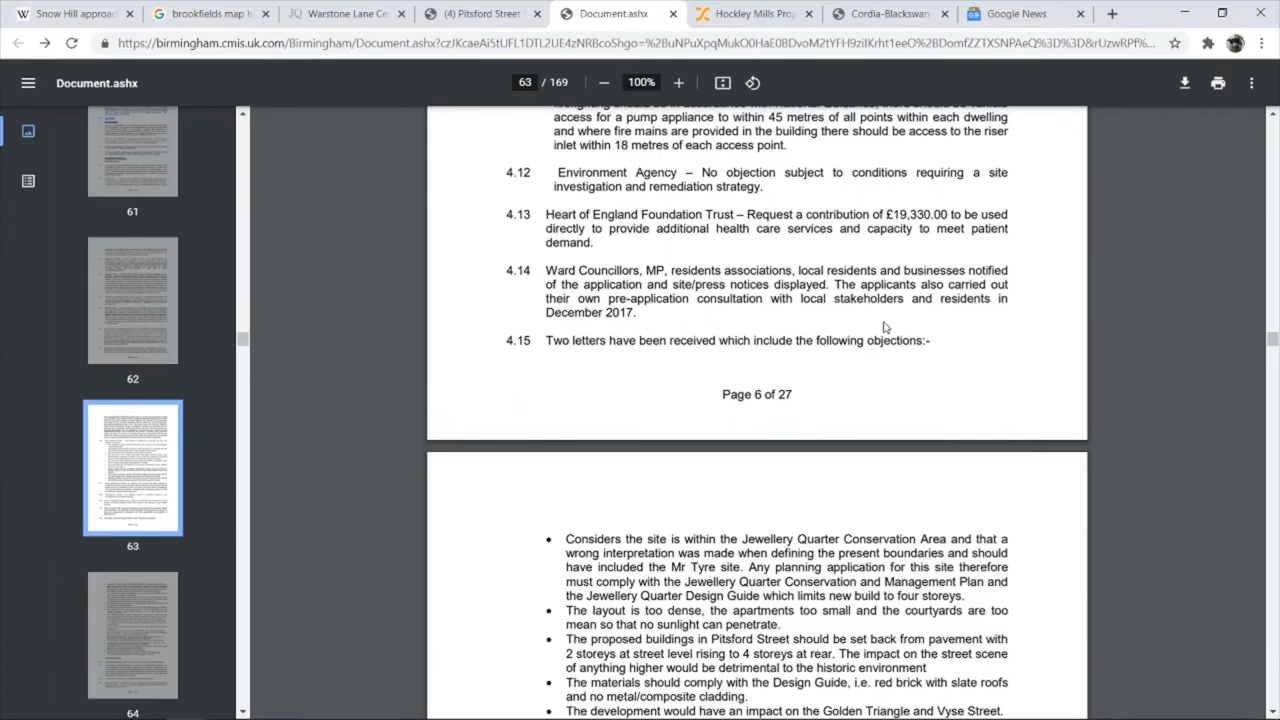 Snow Hill approac
brookfields map h
JQ Warstone Lane Ce
(4) Pitsford Street
Document.ashx
Hockley Mills Proj
Cordia-Blackswan
Google News
Document.ashx
63 / 169
100%
access for a pump appliance to within 45 metres of all points within each dwelling
and where fire mains are provided in the building there should be access to the riser
inlet within 18 metres of each access point.
4.12 Environment Agency – No objection subject to conditions requiring a site
investigation and remediation strategy.
4.13 Heart of England Foundation Trust – Request a contribution of £19,330.00 to be used
directly to provide additional health care services and capacity to meet patient
demand.
4.14 Ward Councillors, MP, residents associations, local residents and businesses notified
of the application and site/press notices displayed. The applicants also carried out
their own pre-application consultation with local stakeholders and residents in
December 2017.
4.15 Two letters have been received which include the following objections:-
Page 6 of 27
• Considers the site is within the Jewellery Quarter Conservation Area and that a
wrong interpretation was made when defining the present boundaries and should
have included the Mr Tyre site. Any planning application for this site therefore
must comply with the Jewellery Quarter Conservation and Management Plan and
the Jewellery Quarter Design Guide which limits new build to four storeys.
• The layout is too dense, the apartments too small and the courtyards are too
mean so that no sunlight can penetrate.
• The proposed buildings in Pitsford Street should be set back from pavement with
2 storeys at street level rising to 4 storeys at rear. The impact on the street scene
of anything higher would be detrimental to the historic environment
• The materials should comply with the Design Guide, i.e. red brick with slate roofs
and no metal/composite cladding.
• The development would have an impact on the Golden Triangle and Vyse Street.
61
62
63
64